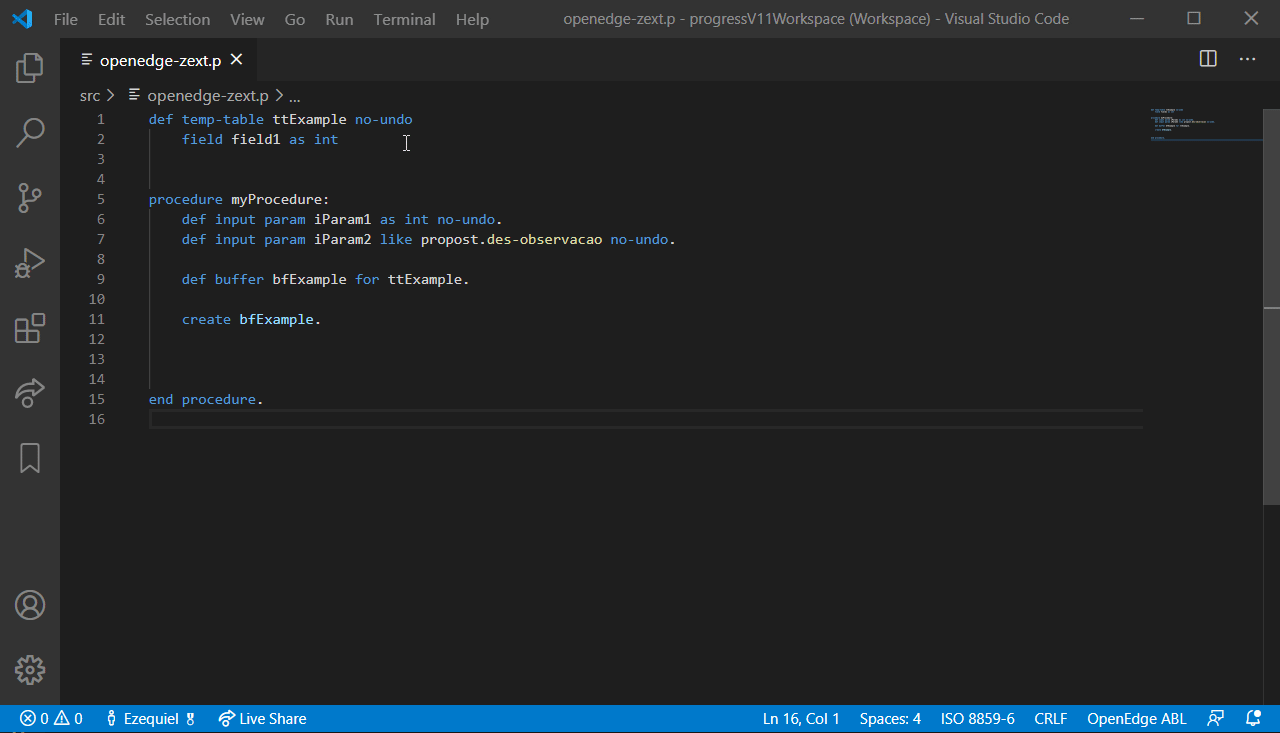 File Edit Selection View Go Run Terminal Help openedge-zext.p - progressV11Workspace (Workspace) - Visual Studio Code
openedge-zext.p
src > openedge-zext.p > ...
1 def temp-table ttExample no-undo
2 field field1 as int
3
4
5 procedure myProcedure:
6 def input param iParam1 as int no-undo.
7 def input param iParam2 like propost.des-observacao no-undo.
8
9 def buffer bfExample for ttExample.
10
11 create bfExample.
12
13
14
15 end procedure.
16
0 0 Ezequiel Live Share Ln 16, Col 1 Spaces: 4 ISO 8859-6 CRLF OpenEdge ABL